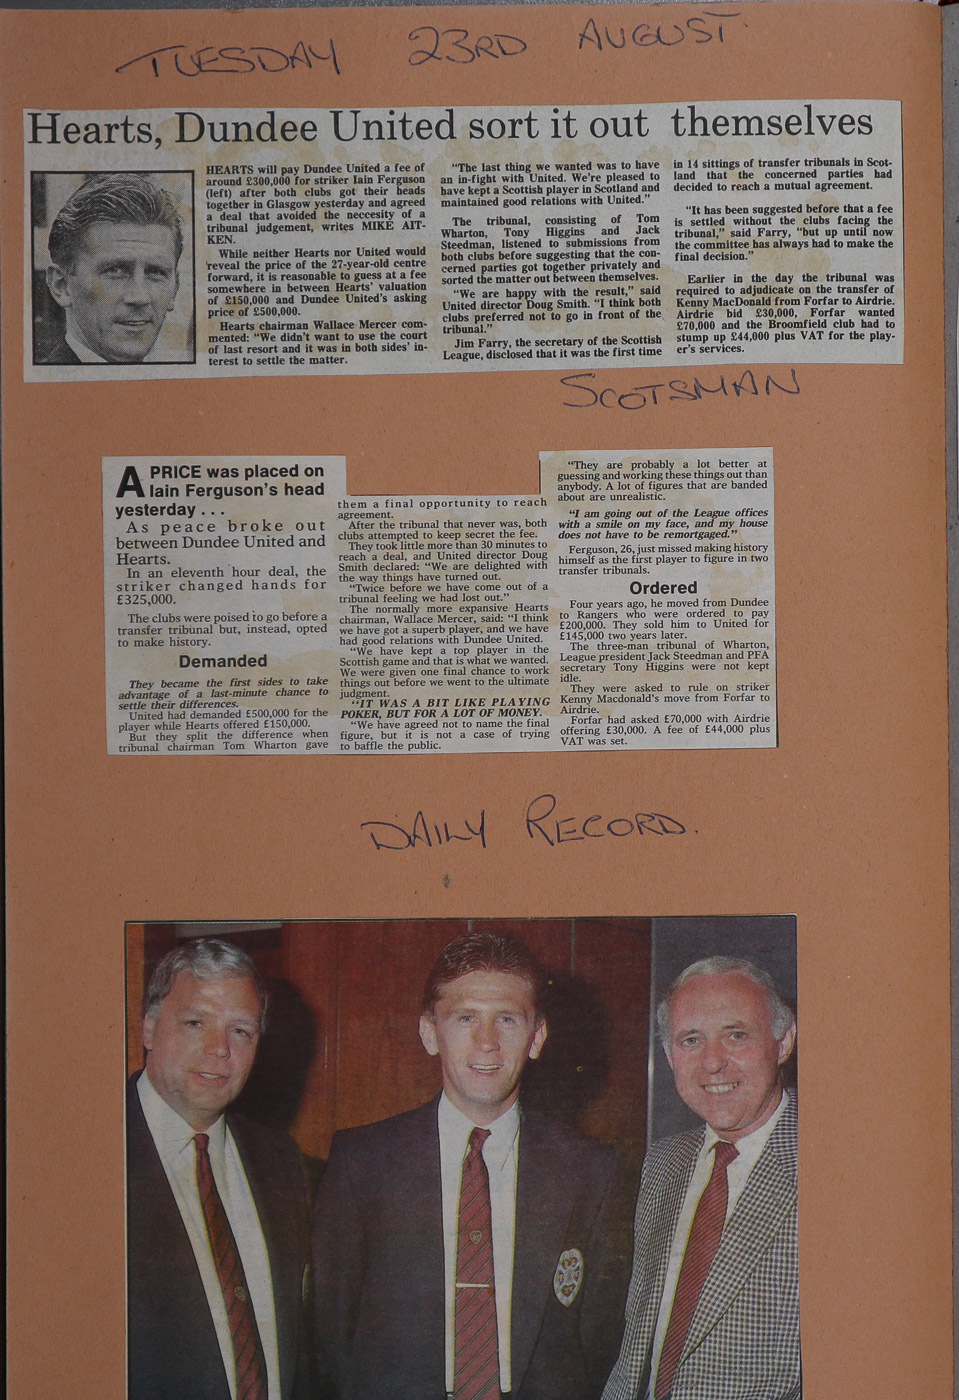 TUESDAY 23RD AUGUST.
Hearts, Dundee United sort it out themselves
HEARTS will pay Dundee United a fee of
around £300,000 for striker Iain Ferguson
(left) after both clubs got their heads
together in Glasgow yesterday and agreed
a deal that avoided the neccesity of a
tribunal judgement, writes MIKE AIT-
KEN.
While neither Hearts nor United would
reveal the price of the 27-year-old centre
forward, it is reasonable to guess at a fee
somewhere in between Hearts' valuation
of £150,000 and Dundee United's asking
price of £500,000.
Hearts chairman Wallace Mercer com-
mented: "We didn't want to use the court
of last resort and it was in both sides' in-
terest to settle the matter.
"The last thing we wanted was to have
an in-fight with United. We're pleased to
have kept a Scottish player in Scotland and
maintained good relations with United."
The tribunal, consisting of Tom
Wharton, Tony Higgins and Jack
Steedman, listened to submissions from
both clubs before suggesting that the con-
cerned parties got together privately and
sorted the matter out between themselves.
"We are happy with the result," said
United director Doug Smith. "I think both
clubs preferred not to go in front of the
tribunal."
Jim Farry, the secretary of the Scottish
League, disclosed that it was the first time
in 14 sittings of transfer tribunals in Scot-
land that the concerned parties had
decided to reach a mutual agreement.
"It has been suggested before that a fee
is settled without the clubs facing the
tribunal," said Farry, "but up until now
the committee has always had to make the
final decision."
Earlier in the day the tribunal was
required to adjudicate on the transfer of
Kenny MacDonald from Forfar to Airdrie.
Airdrie bid £30,000, Forfar wanted
£70,000 and the Broomfield club had to
stump up £44,000 plus VAT for the play-
er's services.
SCOTSMAN
A PRICE was placed on
Iain Ferguson's head
yesterday . . .
As peace broke out
between Dundee United and
Hearts.
In an eleventh hour deal, the
striker changed hands for
£325,000.
The clubs were poised to go before a
transfer tribunal but, instead, opted
to make history.
Demanded
They became the first sides to take
advantage of a last-minute chance to
settle their differences.
United had demanded £500,000 for the
player while Hearts offered £150,000.
But they split the difference when
tribunal chairman Tom Wharton gave
them a final opportunity to reach
agreement.
After the tribunal that never was, both
clubs attempted to keep secret the fee.
They took little more than 30 minutes to
reach a deal, and United director Doug
Smith declared: "We are delighted with
the way things have turned out.
"Twice before we have come out of a
tribunal feeling we had lost out."
The normally more expansive Hearts
chairman, Wallace Mercer, said: "I think
we have got a superb player, and we have
had good relations with Dundee United.
"We have kept a top player in the
Scottish game and that is what we wanted.
We were given one final chance to work
things out before we went to the ultimate
judgment.
"IT WAS A BIT LIKE PLAYING
POKER, BUT FOR A LOT OF MONEY.
"We have agreed not to name the final
figure, but it is not a case of trying
to baffle the public.
"They are probably a lot better at
guessing and working these things out than
anybody. A lot of figures that are banded
about are unrealistic.
"I am going out of the League offices
with a smile on my face, and my house
does not have to be remortgaged."
Ferguson, 26, just missed making history
himself as the first player to figure in two
transfer tribunals.
Ordered
Four years ago, he moved from Dundee
to Rangers who were ordered to pay
£200,000. They sold him to United for
£145,000 two years later.
The three-man tribunal of Wharton,
League president Jack Steedman and PFA
secretary Tony Higgins were not kept
idle.
They were asked to rule on striker
Kenny Macdonald's move from Forfar to
Airdrie.
Forfar had asked £70,000 with Airdrie
offering £30,000. A fee of £44,000 plus
VAT was set.
DAILY RECORD.